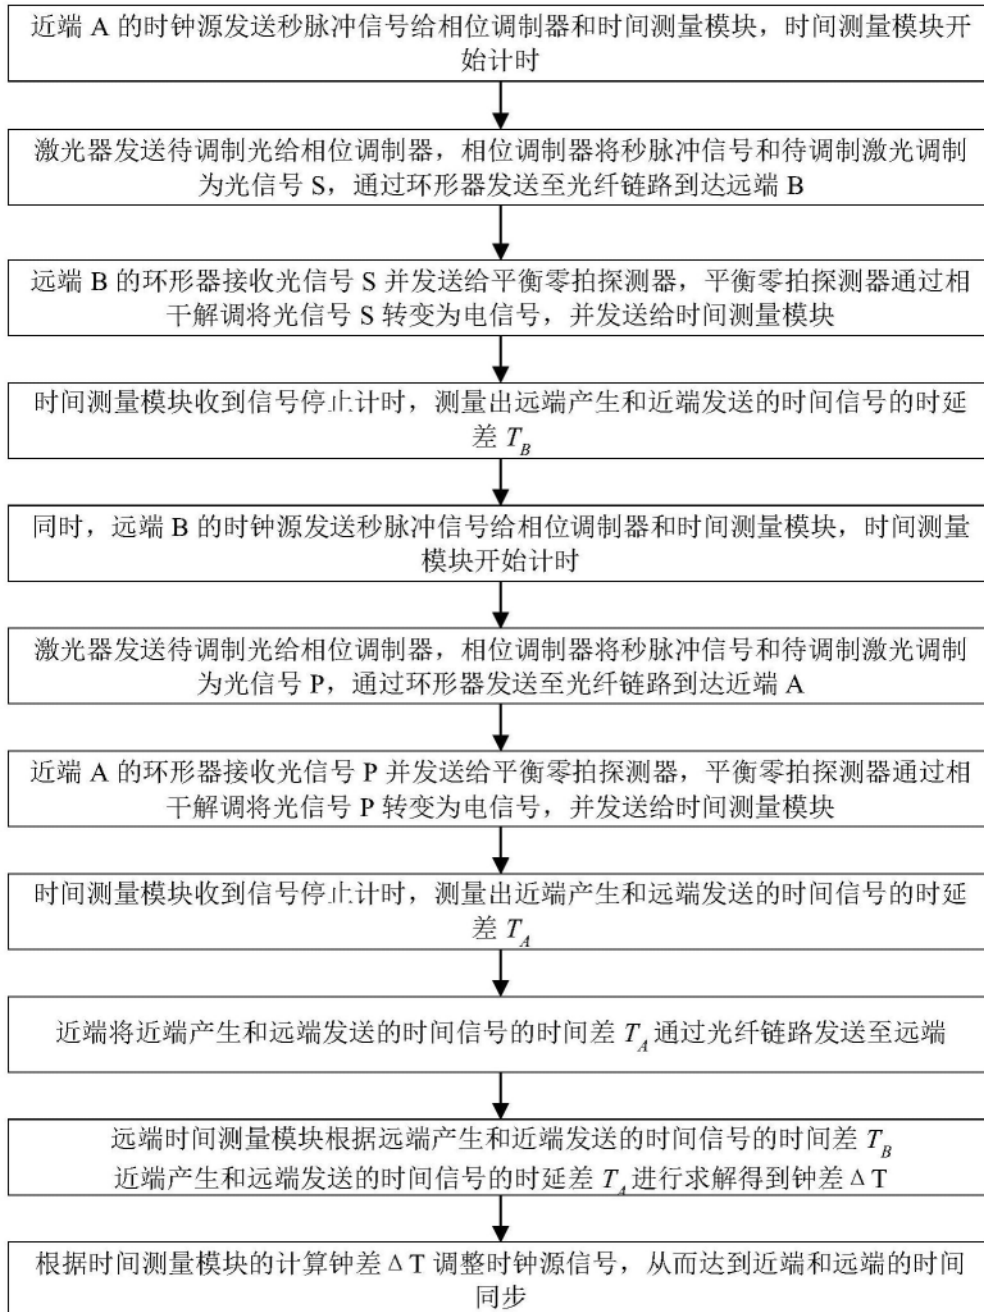 近端 A 的时钟源发送秒脉冲信号给相位调制器和时间测量模块，时间测量模块开
始计时
激光器发送待调制光给相位调制器，相位调制器将秒脉冲信号和待调制激光调制
为光信号 S，通过环形器发送至光纤链路到达远端 B
远端 B 的环形器接收光信号 S 并发送给平衡零拍探测器，平衡零拍探测器通过相
干解调将光信号 S 转变为电信号，并发送给时间测量模块
时间测量模块收到信号停止计时，测量出远端产生和近端发送的时间信号的时延
差 T_B
同时，远端 B 的时钟源发送秒脉冲信号给相位调制器和时间测量模块，时间测量
模块开始计时
激光器发送待调制光给相位调制器，相位调制器将秒脉冲信号和待调制激光调制
为光信号 P，通过环形器发送至光纤链路到达近端 A
近端 A 的环形器接收光信号 P 并发送给平衡零拍探测器，平衡零拍探测器通过相
干解调将光信号 P 转变为电信号，并发送给时间测量模块
时间测量模块收到信号停止计时，测量出近端产生和远端发送的时间信号的时延
差 T_A
近端将近端产生和远端发送的时间信号的时间差 T_A 通过光纤链路发送至远端
远端时间测量模块根据远端产生和近端发送的时间信号的时间差 T_B
近端产生和远端发送的时间信号的时延差 T_A 进行求解得到钟差 Δ T
根据时间测量模块的计算钟差 Δ T 调整时钟源信号，从而达到近端和远端的时间
同步